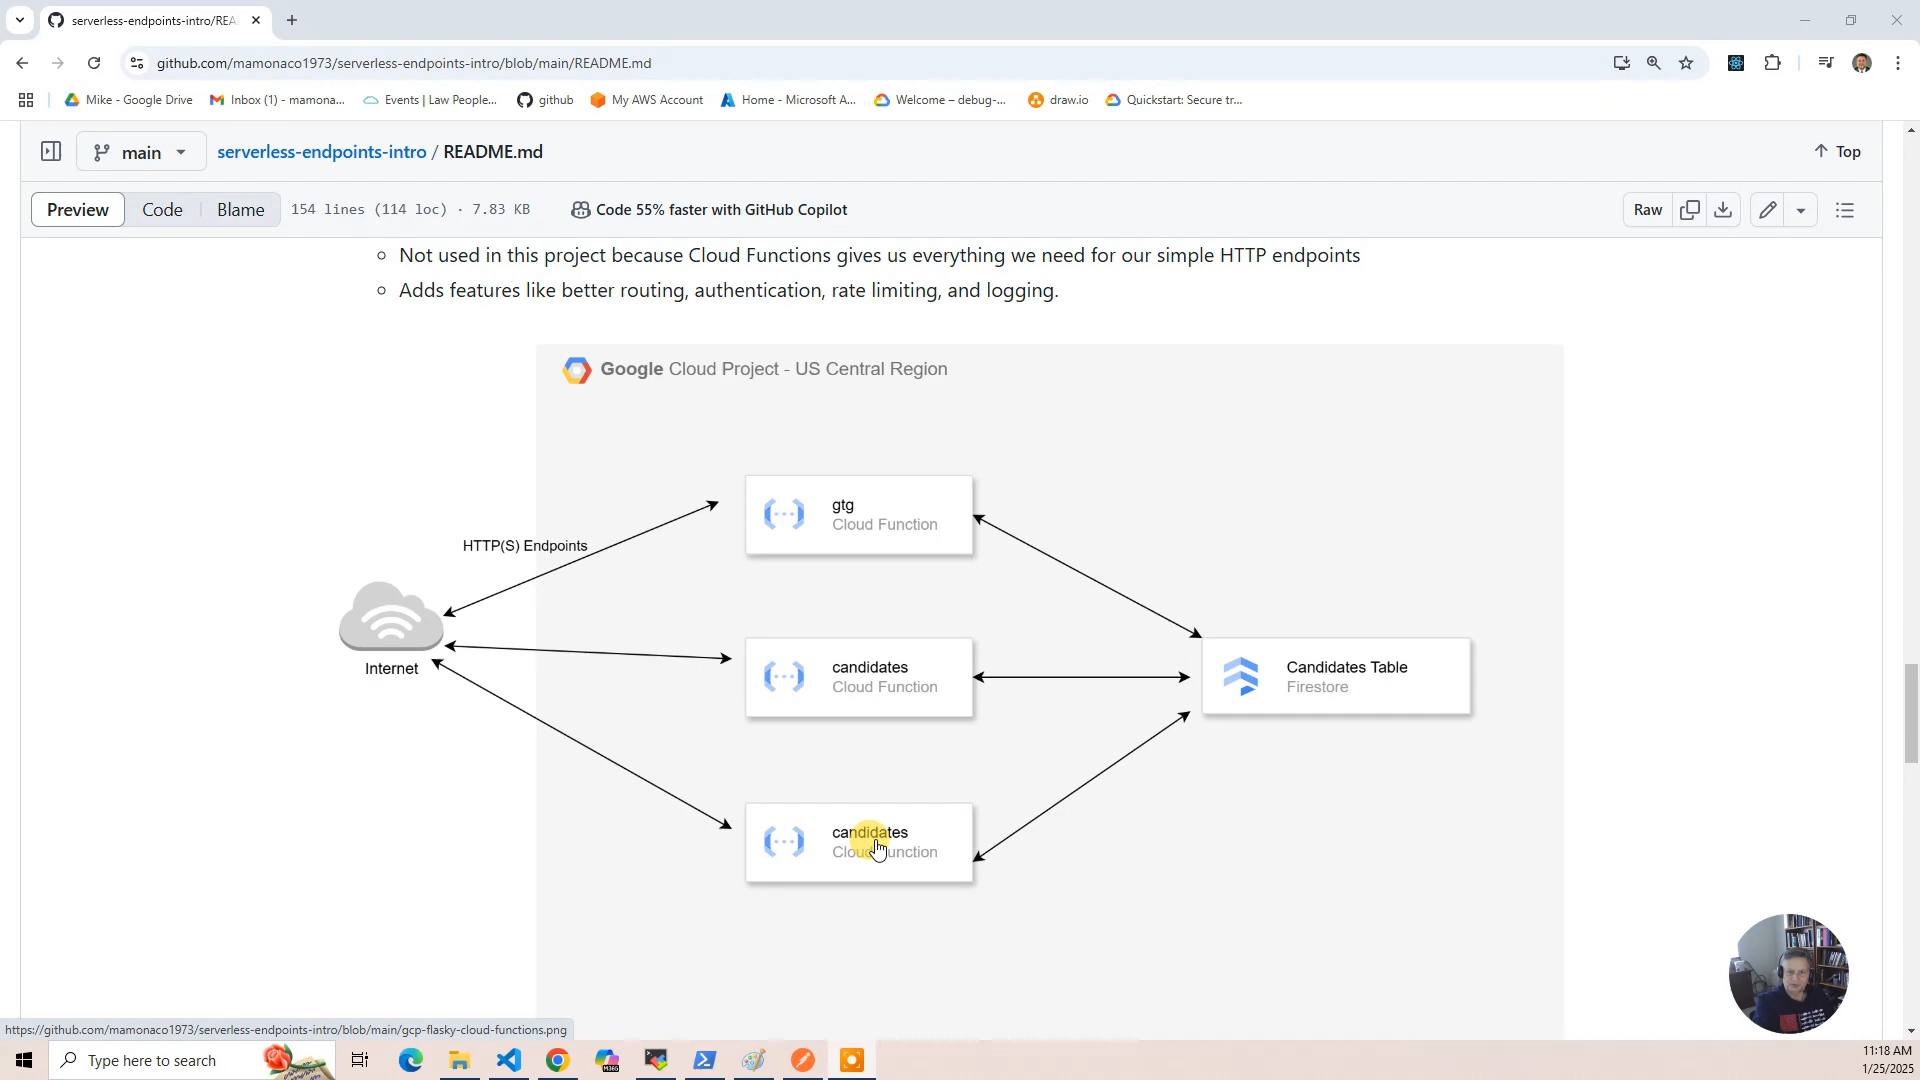 serverless-endpoints-intro/REA
github.com/mamonaco1973/serverless-endpoints-intro/blob/main/README.md
Mike - Google Drive
Inbox (1) - mamona...
Events | Law People...
github
My AWS Account
Home - Microsoft A...
Welcome – debug-...
draw.io
Quickstart: Secure tr...
main
serverless-endpoints-intro / README.md
Top
Preview
Code
Blame
154 lines (114 loc) · 7.83 KB
Code 55% faster with GitHub Copilot
Raw
Not used in this project because Cloud Functions gives us everything we need for our simple HTTP endpoints
Adds features like better routing, authentication, rate limiting, and logging.
Google Cloud Project - US Central Region
gtg
Cloud Function
HTTP(S) Endpoints
Internet
candidates
Cloud Function
Candidates Table
Firestore
candidates
Cloud Function
https://github.com/mamonaco1973/serverless-endpoints-intro/blob/main/gcp-flasky-cloud-functions.png
Type here to search
M365
11:18 AM
1/25/2025